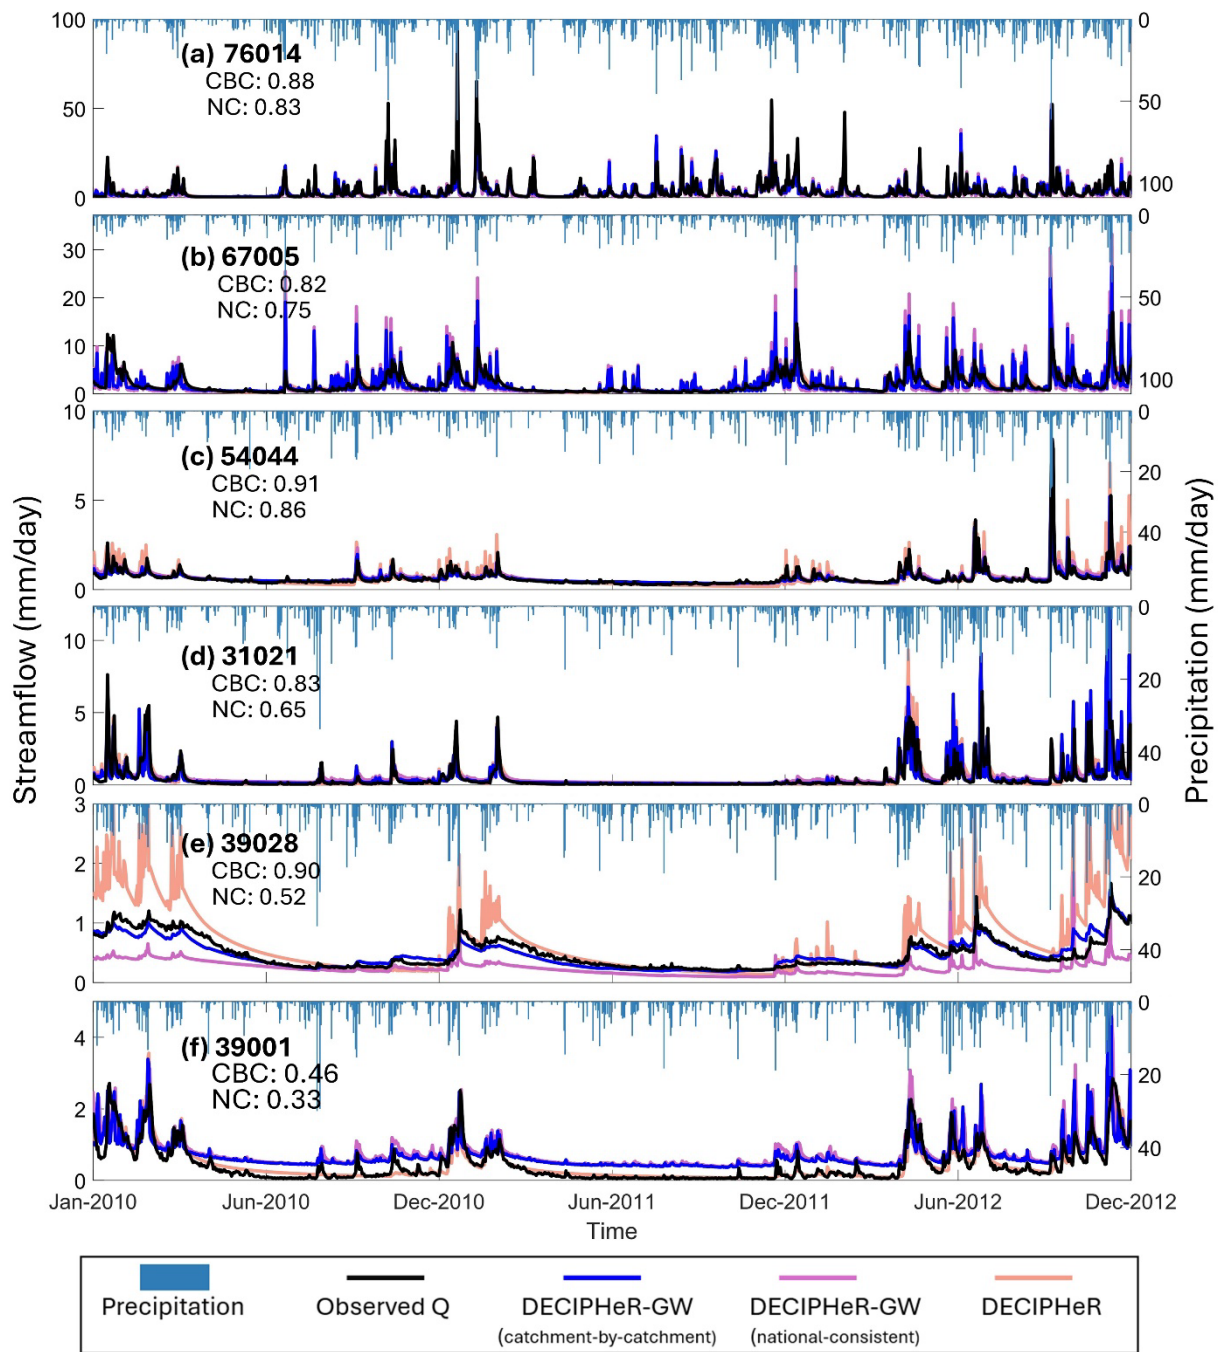 100
50
0
0
50
100
(a) 76014
CBC: 0.88
NC: 0.83
30
20
10
0
0
50
100
(b) 67005
CBC: 0.82
NC: 0.75
10
5
0
0
20
40
(c) 54044
CBC: 0.91
NC: 0.86
10
5
0
0
20
40
(d) 31021
CBC: 0.83
NC: 0.65
3
2
1
0
0
20
40
(e) 39028
CBC: 0.90
NC: 0.52
4
2
0
0
20
40
(f) 39001
CBC: 0.46
NC: 0.33
Streamflow (mm/day)
Precipitation (mm/day)
Jan-2010 Jun-2010 Dec-2010 Jun-2011 Dec-2011 Jun-2012 Dec-2012
Time
Precipitation Observed Q DECIPHeR-GW DECIPHeR-GW DECIPHeR
(catchment-by-catchment) (national-consistent)